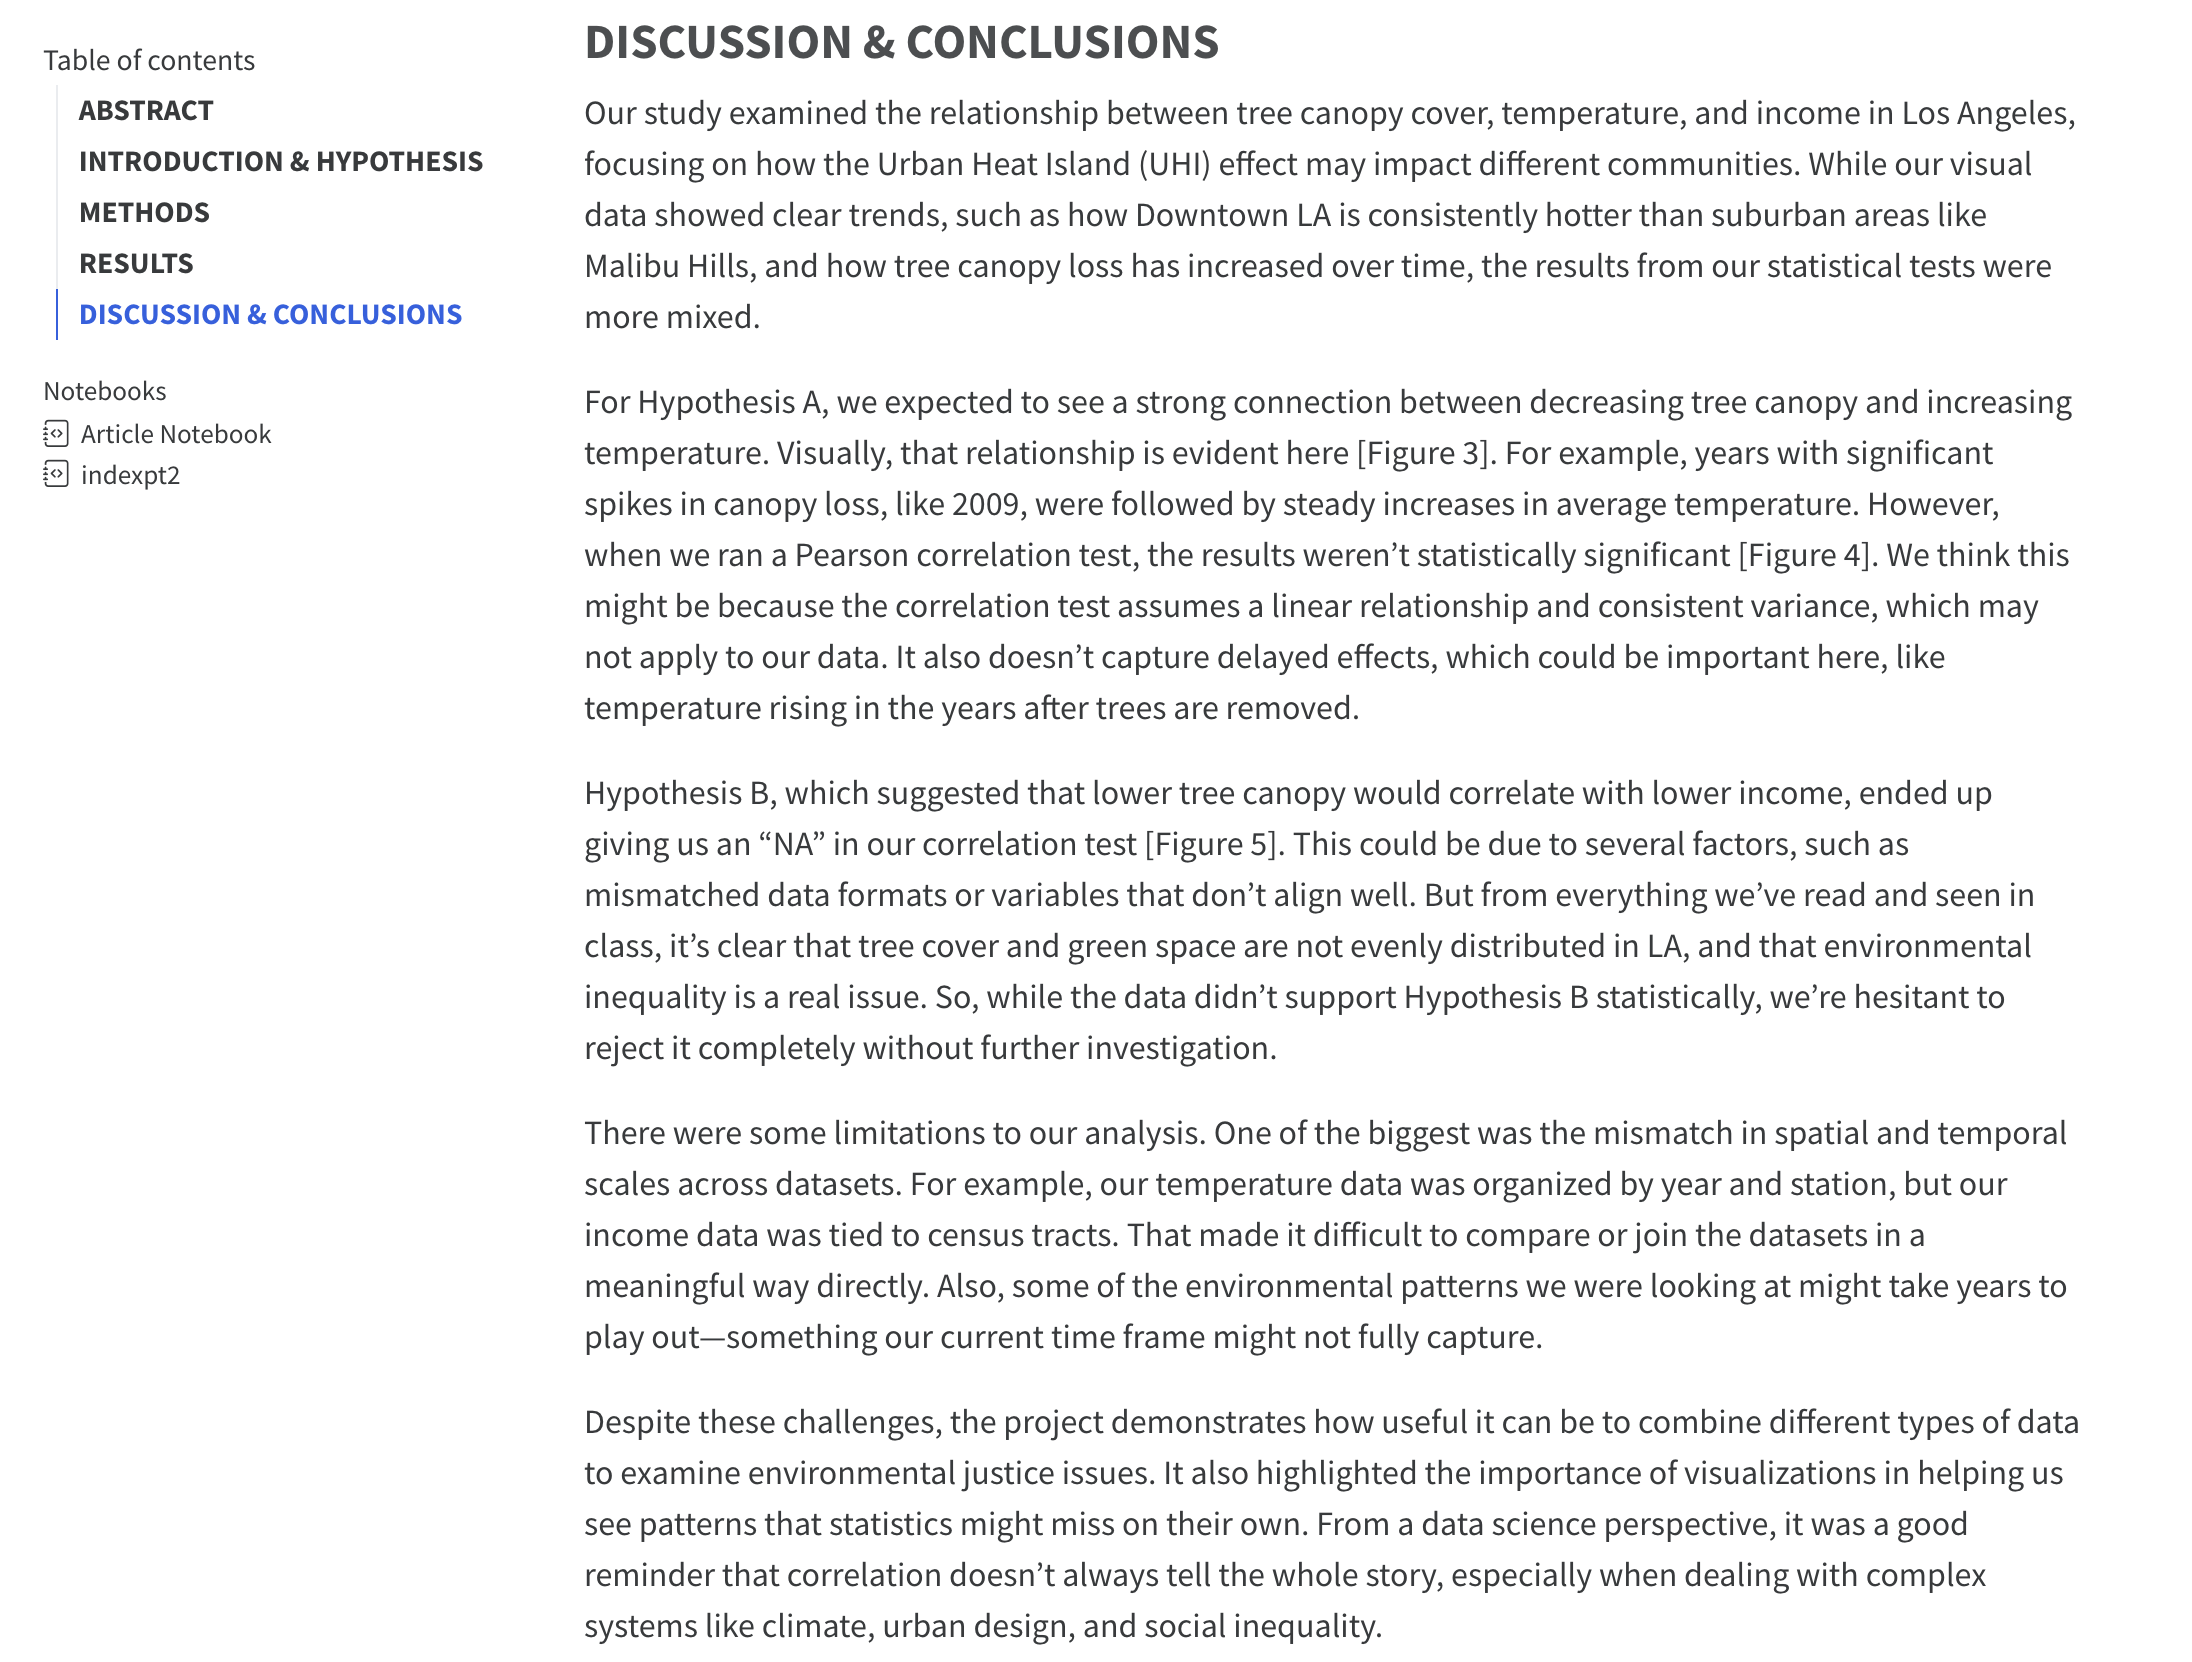 Table of contents
ABSTRACT
INTRODUCTION & HYPOTHESIS
METHODS
RESULTS
DISCUSSION & CONCLUSIONS
Notebooks
Article Notebook
indexpt2
DISCUSSION & CONCLUSIONS
Our study examined the relationship between tree canopy cover, temperature, and income in Los Angeles,
focusing on how the Urban Heat Island (UHI) effect may impact different communities. While our visual
data showed clear trends, such as how Downtown LA is consistently hotter than suburban areas like
Malibu Hills, and how tree canopy loss has increased over time, the results from our statistical tests were
more mixed.
For Hypothesis A, we expected to see a strong connection between decreasing tree canopy and increasing
temperature. Visually, that relationship is evident here [Figure 3]. For example, years with significant
spikes in canopy loss, like 2009, were followed by steady increases in average temperature. However,
when we ran a Pearson correlation test, the results weren’t statistically significant [Figure 4]. We think this
might be because the correlation test assumes a linear relationship and consistent variance, which may
not apply to our data. It also doesn’t capture delayed effects, which could be important here, like
temperature rising in the years after trees are removed.
Hypothesis B, which suggested that lower tree canopy would correlate with lower income, ended up
giving us an “NA” in our correlation test [Figure 5]. This could be due to several factors, such as
mismatched data formats or variables that don’t align well. But from everything we’ve read and seen in
class, it’s clear that tree cover and green space are not evenly distributed in LA, and that environmental
inequality is a real issue. So, while the data didn’t support Hypothesis B statistically, we’re hesitant to
reject it completely without further investigation.
There were some limitations to our analysis. One of the biggest was the mismatch in spatial and temporal
scales across datasets. For example, our temperature data was organized by year and station, but our
income data was tied to census tracts. That made it difficult to compare or join the datasets in a
meaningful way directly. Also, some of the environmental patterns we were looking at might take years to
play out—something our current time frame might not fully capture.
Despite these challenges, the project demonstrates how useful it can be to combine different types of data
to examine environmental justice issues. It also highlighted the importance of visualizations in helping us
see patterns that statistics might miss on their own. From a data science perspective, it was a good
reminder that correlation doesn’t always tell the whole story, especially when dealing with complex
systems like climate, urban design, and social inequality.